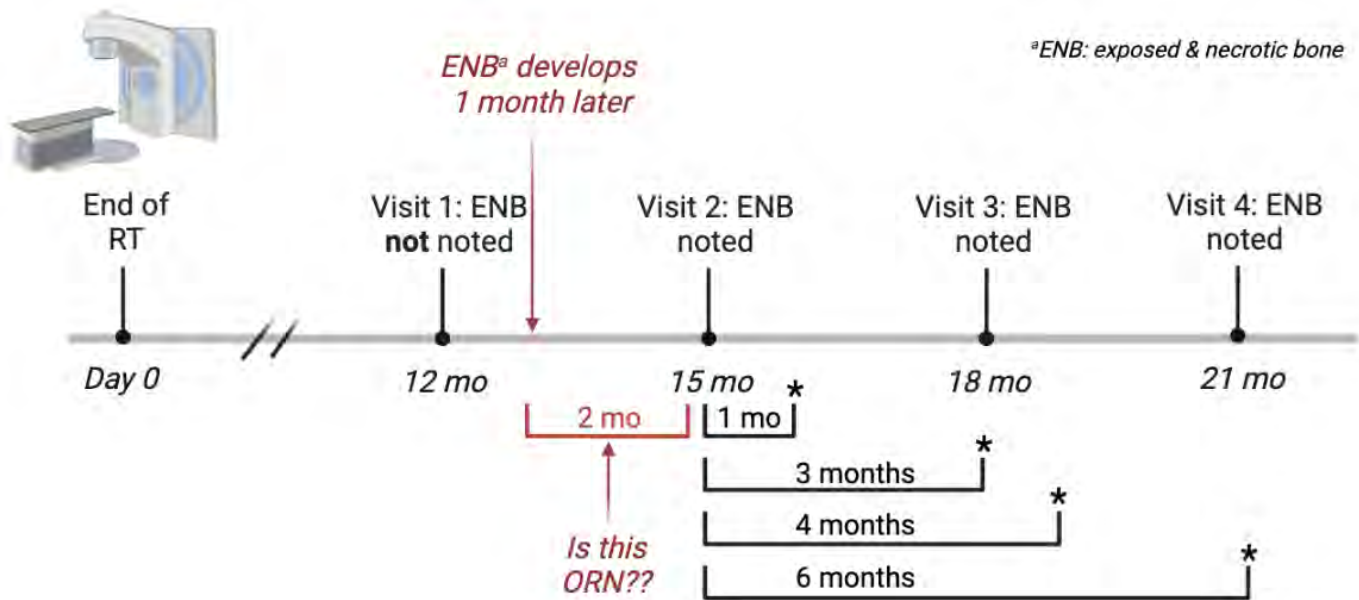 ᵃENB: exposed & necrotic bone
ENBᵃ develops
1 month later
End of
RT
Visit 1: ENB
not noted
Visit 2: ENB
noted
Visit 3: ENB
noted
Visit 4: ENB
noted
Day 0
12 mo
15 mo
18 mo
21 mo
2 mo
1 mo
*
3 months
*
4 months
*
6 months
*
Is this
ORN??